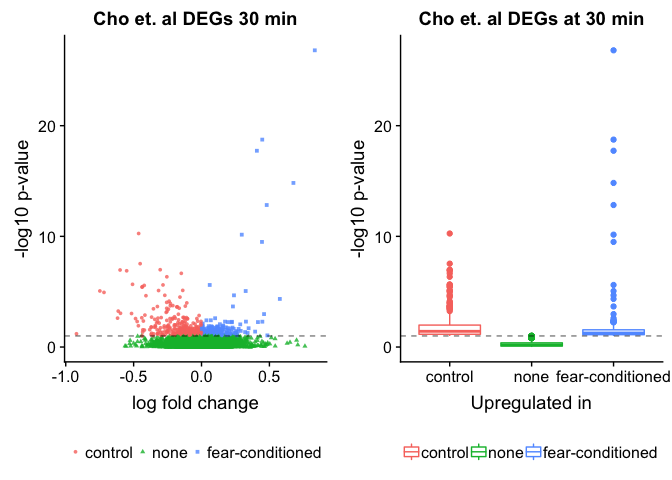 Cho et. al DEGs 30 min
-log10 p-value
20
10
0
-1.0 -0.5 0.0 0.5
log fold change
control none fear-conditioned
Cho et. al DEGs at 30 min
-log10 p-value
20
10
0
control none fear-conditioned
Upregulated in
control none fear-conditioned